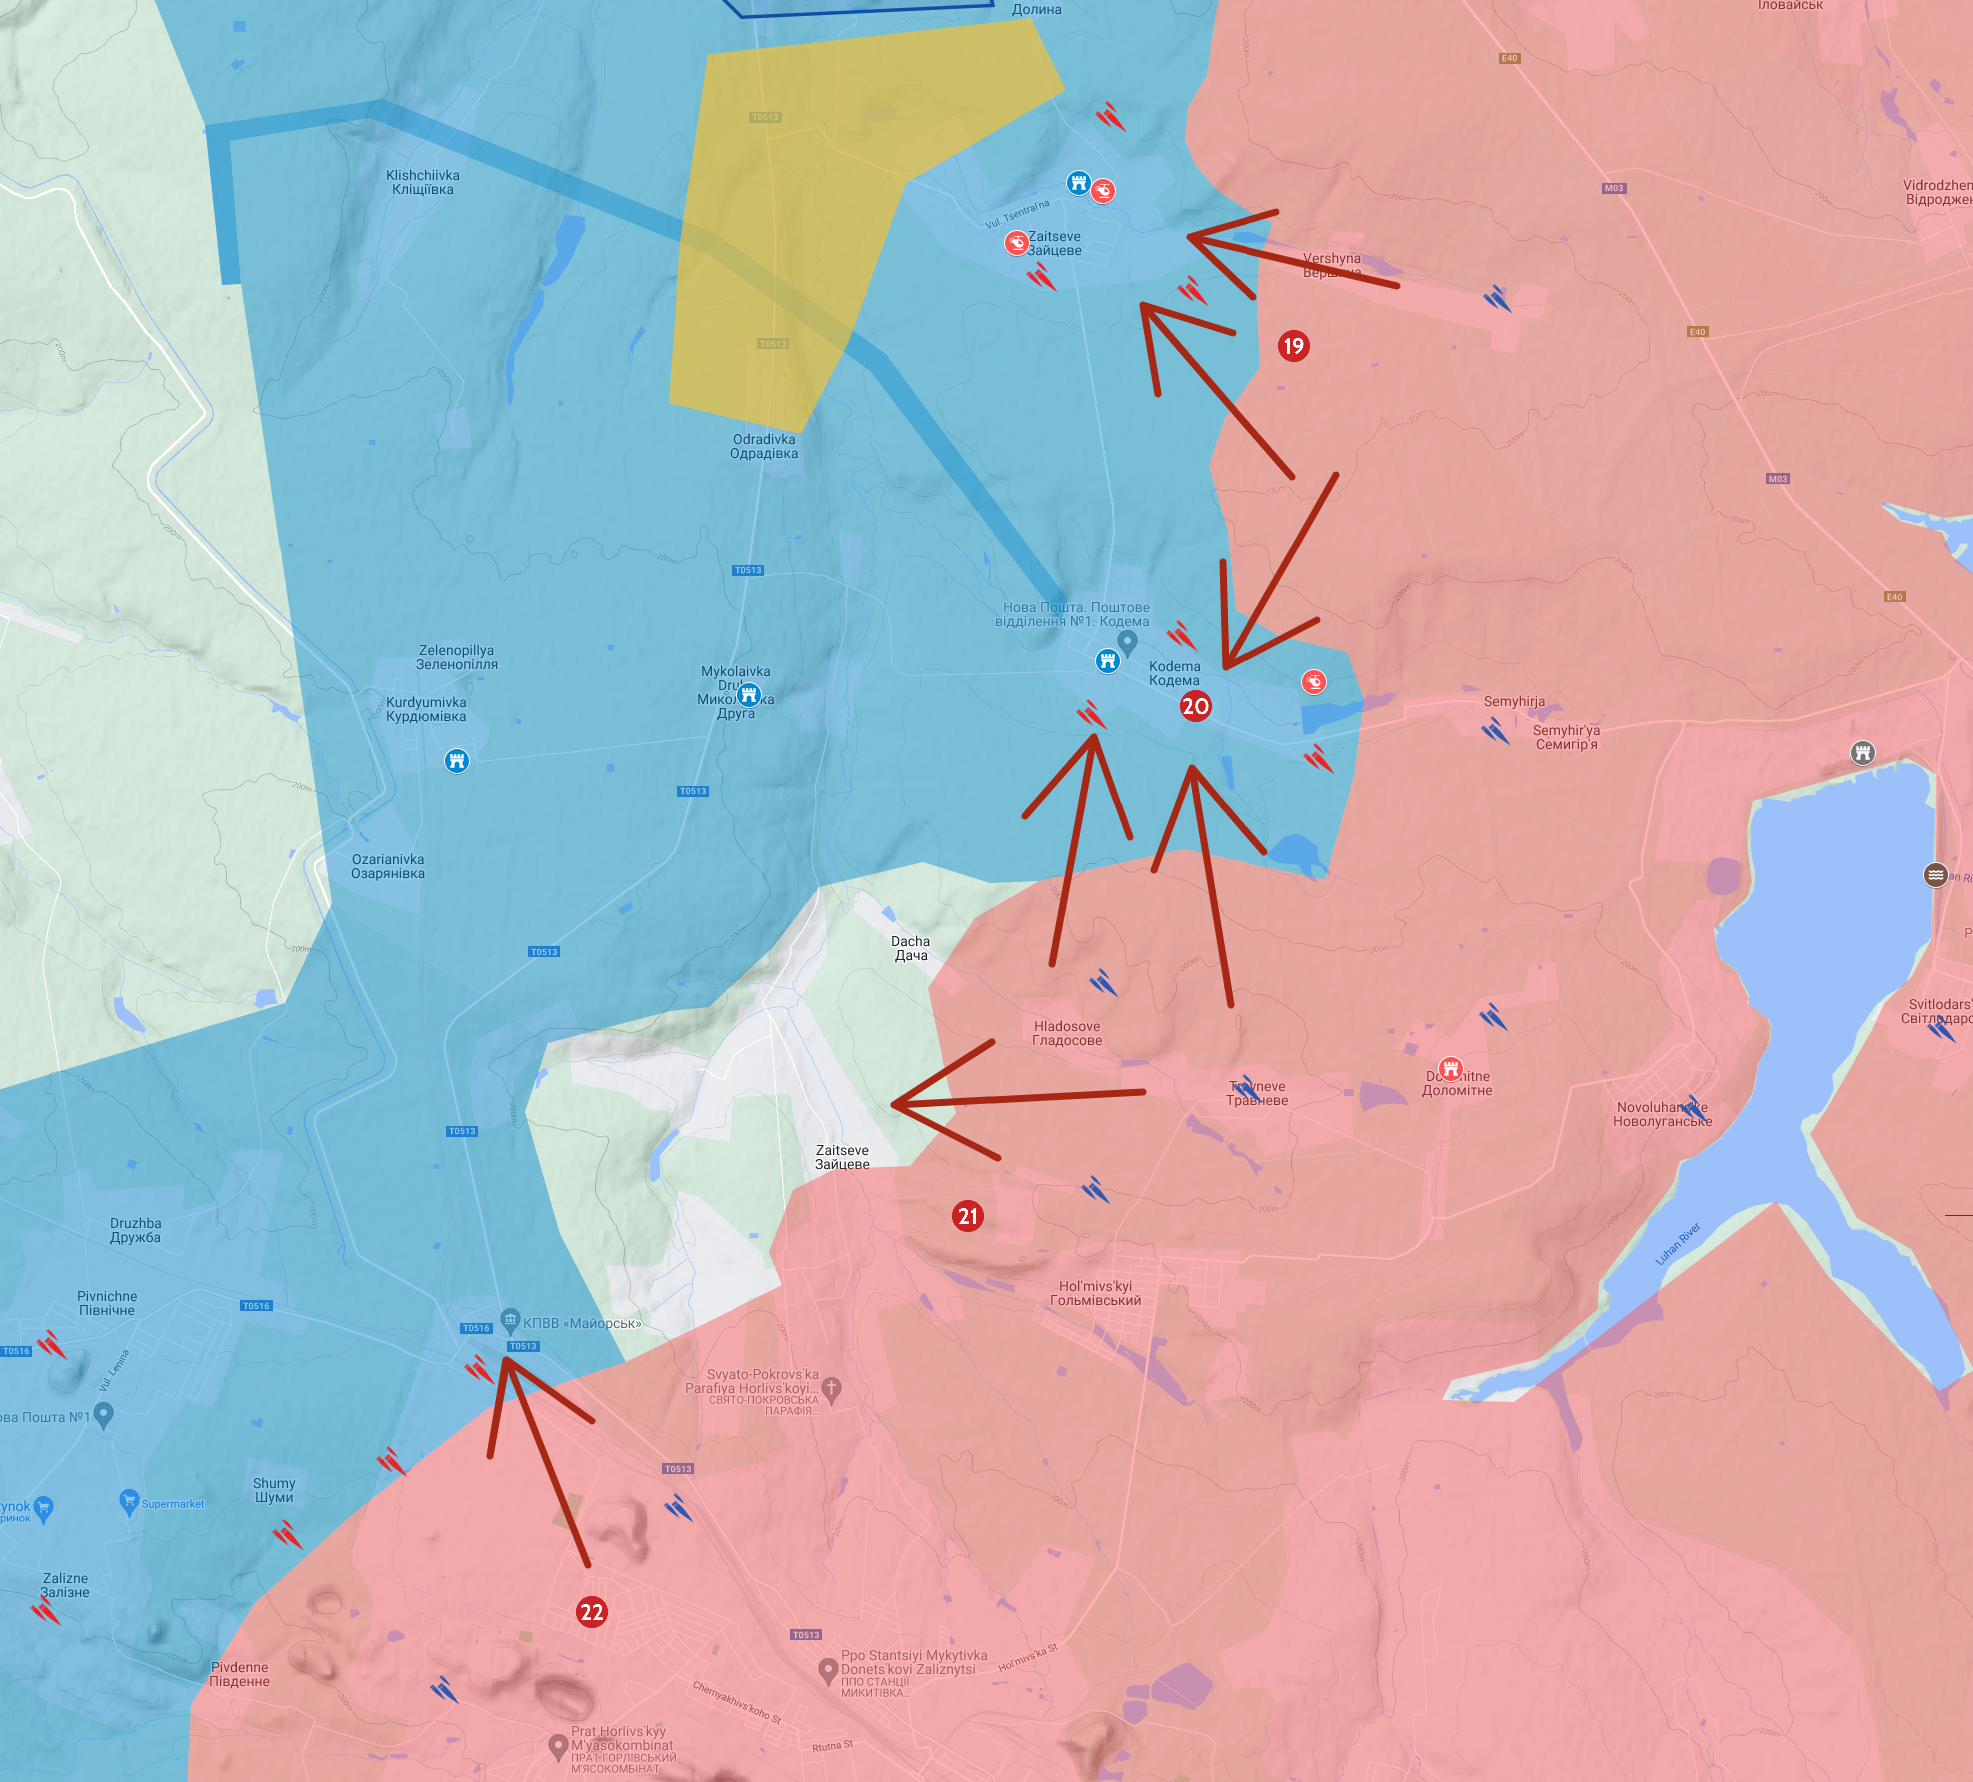 Долина
Іловайськ
E40
T0513
Klishchiivka
Кліщіївка
M03
Vidrodzhen
Відроджен
Vul. Tsentral'na
Zaitseve
Зайцеве
Vershyna
Вершина
200m
E40
T0513
19
200m
Odradivka
Одрадівка
M03
T0513
E40
Нова Пошта. Поштове
відділення №1. Кодема
Zelenopillya
Зеленопілля
Kodema
Кодема
Mykolaivka
Друга
Kurdyumivka
Курдюмівка
20
Semyhirja
Semyhir'ya
Семигір'я
T0513
Ozarianivka
Озарянівка
Dacha
Дача
T0513
Svitlodars'
Hladosove
Гладосове
Доломітне
Травневе
Новолуганське
T0513
Zaitseve
Зайцеве
21
Druzhba
Дружба
Luhan River
Pivnichne
Північне
T0516
Hol'mivs'kyi
Гольмівський
T0516
КПВВ «Майорськ»
T0513
T0516
Vul. Lenina
Svyato-Pokrovs'ka
Parafiya Horlivs'koyi...
СВЯТО-ПОКРОВСЬКА
ПАРАФІЯ...
ова Пошта №1
T0513
Shumy
Шуми
Supermarket
ynok
ринок
Zalizne
Залізне
22
T0513
Hol'mivs'ka St
Pivdenne
Південне
Ppo Stantsiyi Mykytivka
Donets'koyi Zaliznytsi
ППО СТАНЦІЇ
МИКИТІВКА...
Chernyakhivs'koho St
Prat Horlivs'kyy
M'yasokombinat
ПРАТ ГОРЛІВСЬКИЙ
М'ЯСОКОМБІНАТ
Rtutna St